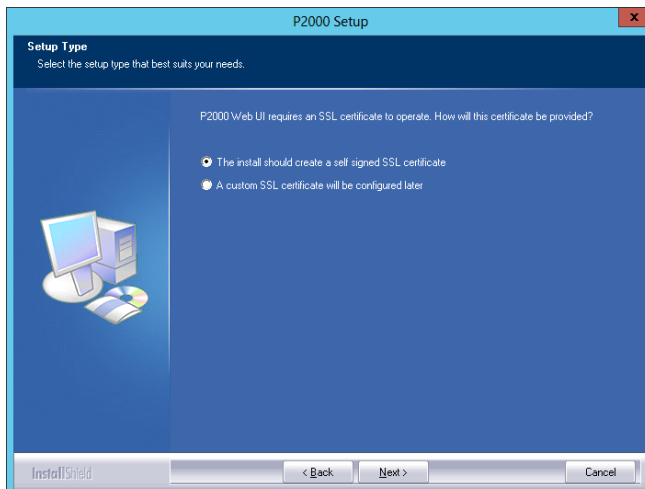 P2000 Setup
x
Setup Type
Select the setup type that best suits your needs.
P2000 Web UI requires an SSL certificate to operate. How will this certificate be provided?
The install should create a self signed SSL certificate
A custom SSL certificate will be configured later
InstallShield
< Back
Next >
Cancel